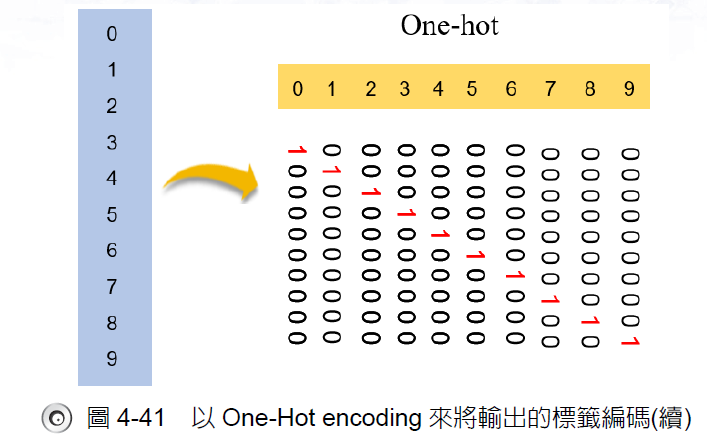 One-hot
0
1
2
3
4
5
6
7
8
9
0 1 2 3 4 5 6 7 8 9
1 0 0 0 0 0 0 0 0 0
0 1 0 0 0 0 0 0 0 0
0 0 1 0 0 0 0 0 0 0
0 0 0 1 0 0 0 0 0 0
0 0 0 0 1 0 0 0 0 0
0 0 0 0 0 1 0 0 0 0
0 0 0 0 0 0 1 0 0 0
0 0 0 0 0 0 0 1 0 0
0 0 0 0 0 0 0 0 1 0
0 0 0 0 0 0 0 0 0 1
圖 4-41 以 One-Hot encoding 來將輸出的標籤編碼(續)